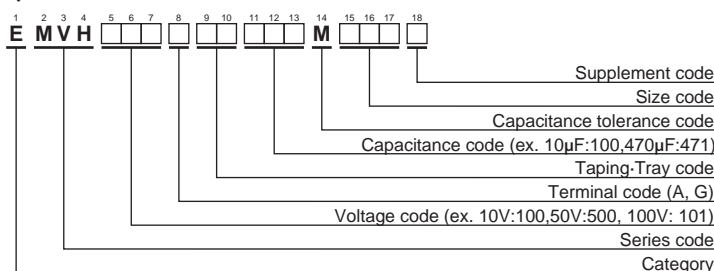 1 2 3 4 5 6 7 8 9 10 11 12 13 14 15 16 17 18
E MVH □□□ □ □□ □□□ M □□□ □
Supplement code
Size code
Capacitance tolerance code
Capacitance code (ex. 10μF:100,470μF:471)
Taping·Tray code
Terminal code (A, G)
Voltage code (ex. 10V:100,50V:500, 100V: 101)
Series code
Category